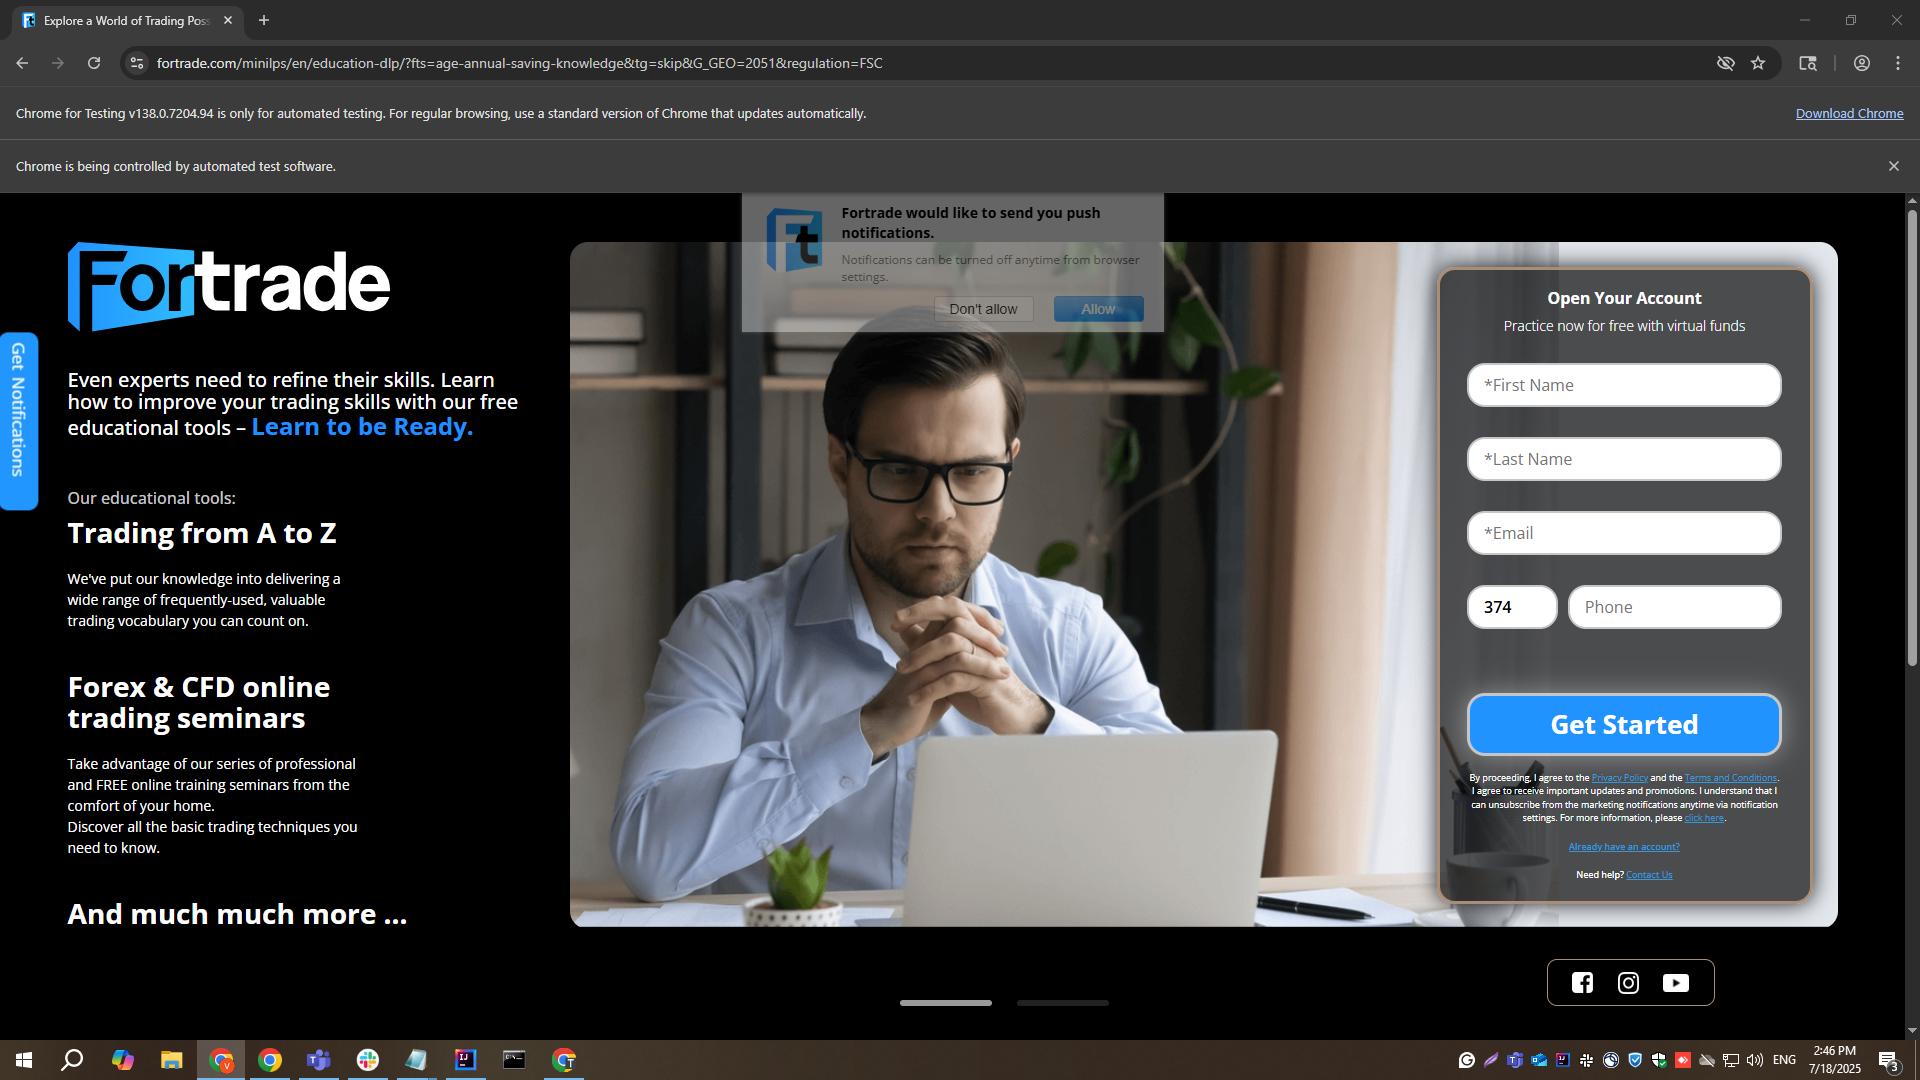 Explore a World of Trading Poss
fortrade.com/minilps/en/education-dlp/?fts=age-annual-saving-knowledge&tg=skip&G_GEO=2051&regulation=FSC
Chrome for Testing v138.0.7204.94 is only for automated testing. For regular browsing, use a standard version of Chrome that updates automatically.
Download Chrome
Chrome is being controlled by automated test software.
Fortrade would like to send you push
notifications.
Notifications can be turned off anytime from browser
settings.
Don't allow
Allow
Fortrade
Get Notifications
Even experts need to refine their skills. Learn
how to improve your trading skills with our free
educational tools – Learn to be Ready.
Our educational tools:
Trading from A to Z
We've put our knowledge into delivering a
wide range of frequently-used, valuable
trading vocabulary you can count on.
Forex & CFD online
trading seminars
Take advantage of our series of professional
and FREE online training seminars from the
comfort of your home.
Discover all the basic trading techniques you
need to know.
And much much more ...
Open Your Account
Practice now for free with virtual funds
*First Name
*Last Name
*Email
374
Phone
Get Started
By proceeding, I agree to the Privacy Policy and the Terms and Conditions.
I agree to receive important updates and promotions. I understand that I
can unsubscribe from the marketing notifications anytime via notification
settings. For more information, please click here.
Already have an account?
Need help? Contact Us
ENG
2:46 PM
7/18/2025
3